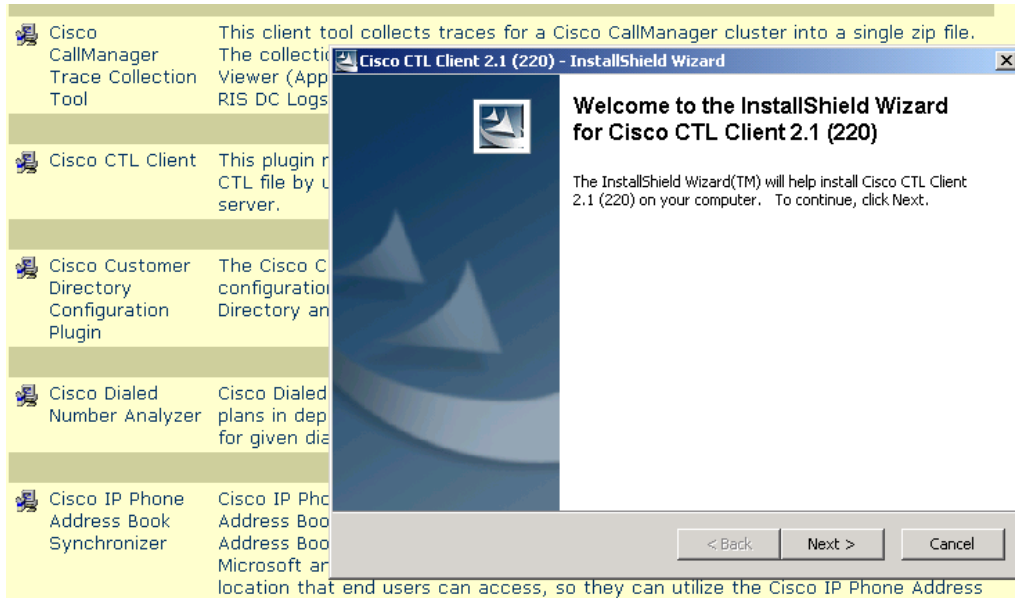 Cisco
CallManager
Trace Collection
Tool
This client tool collects traces for a Cisco CallManager cluster into a single zip file.
The collecti
Viewer (App
RIS DC Logs
Cisco CTL Client
This plugin r
CTL file by u
server.
Cisco Customer
Directory
Configuration
Plugin
The Cisco C
configuration
Directory an
Cisco Dialed
Number Analyzer
Cisco Dialed
plans in dep
for given dia
Cisco IP Phone
Address Book
Synchronizer
Cisco IP Pho
Address Boo
Address Boo
Microsoft an
location that end users can access, so they can utilize the Cisco IP Phone Address
Cisco CTL Client 2.1 (220) - InstallShield Wizard
Welcome to the InstallShield Wizard
for Cisco CTL Client 2.1 (220)
The InstallShield Wizard(TM) will help install Cisco CTL Client
2.1 (220) on your computer. To continue, click Next.
< Back
Next >
Cancel